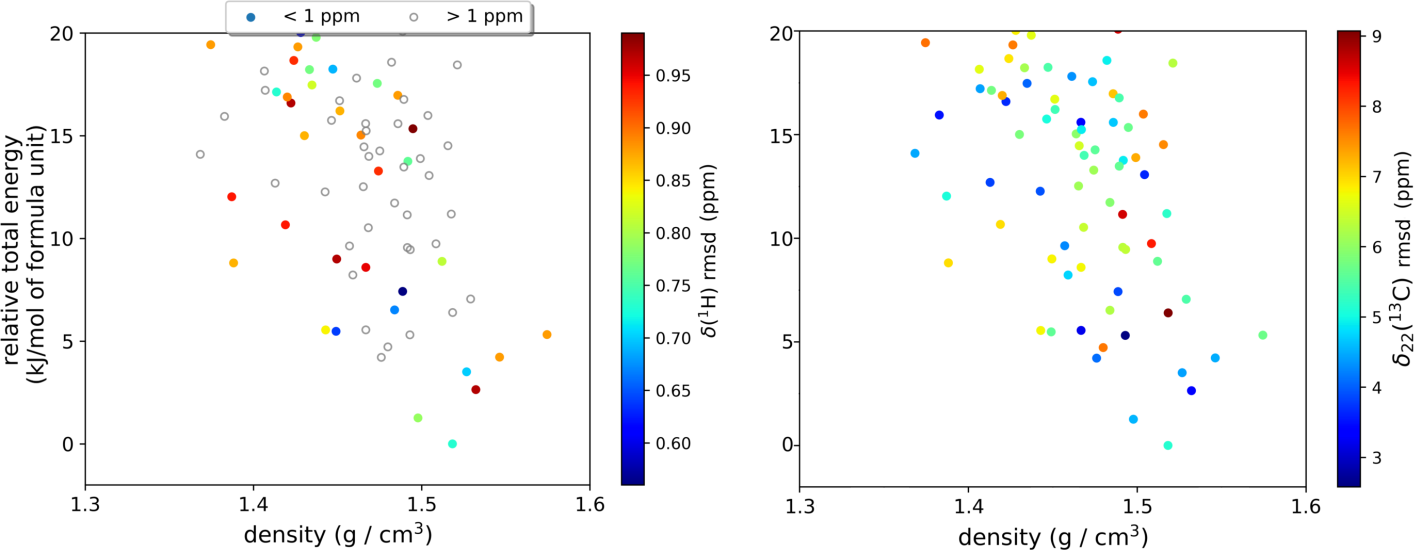 < 1 ppm > 1 ppm
relative total energy
(kJ/mol of formula unit)
20
15
10
5
0
1.3 1.4 1.5 1.6
density (g / cm³)
0.95
0.90
0.85
0.80
0.75
0.70
0.65
0.60
δ(¹H) rmsd (ppm)
20
15
10
5
0
1.3 1.4 1.5 1.6
density (g / cm³)
9
8
7
6
5
4
3
δ₂₂(¹³C) rmsd (ppm)